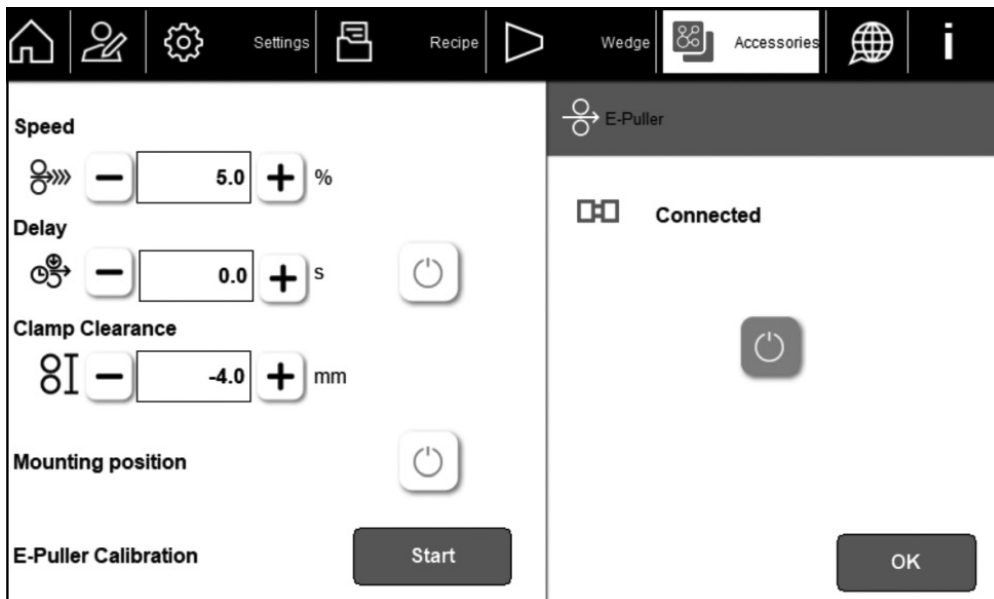 Settings
Recipe
Wedge
Accessories
i
Speed
5.0 %
Delay
0.0 s
Clamp Clearance
-4.0 mm
Mounting position
E-Puller Calibration Start
E-Puller
Connected
OK